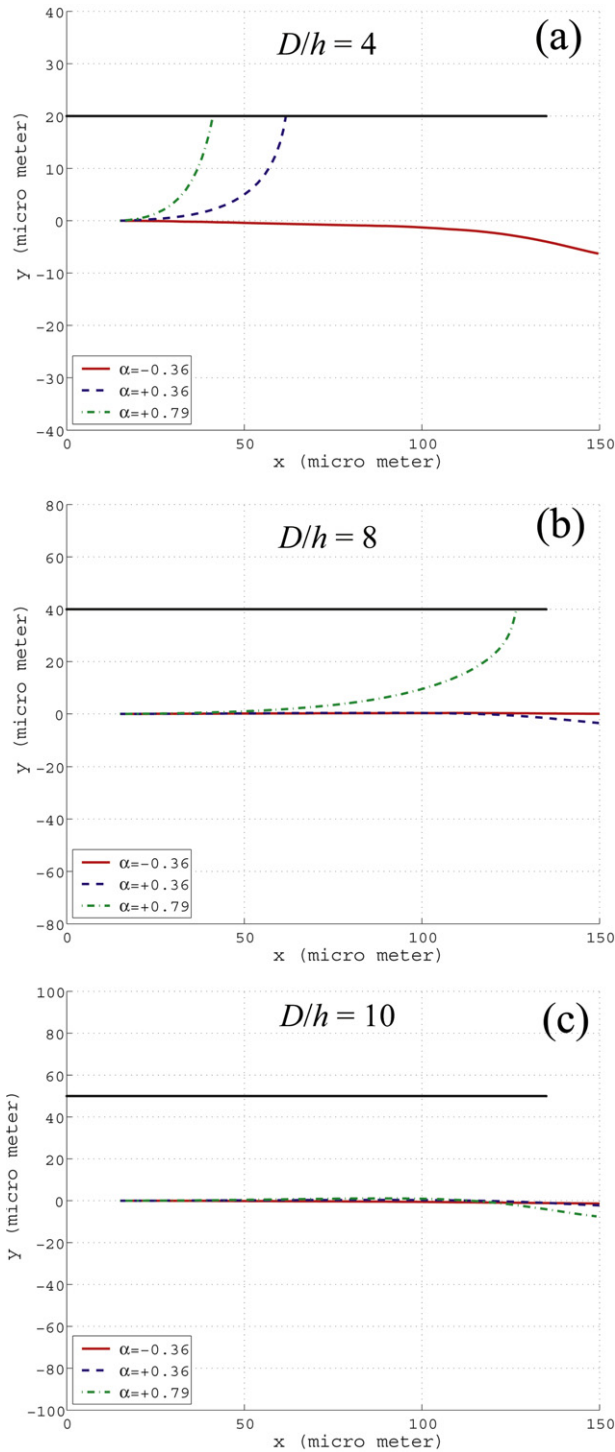 (a)
D/h = 4
40
30
20
10
0
-10
-20
-30
-40
y (micro meter)
α=-0.36
α=+0.36
α=+0.79
0
50
100
150
x (micro meter)
(b)
D/h = 8
80
60
40
20
0
-20
-40
-60
-80
y (micro meter)
α=-0.36
α=+0.36
α=+0.79
0
50
100
150
x (micro meter)
(c)
D/h = 10
100
80
60
40
20
0
-20
-40
-60
-80
-100
y (micro meter)
α=-0.36
α=+0.36
α=+0.79
0
50
100
150
x (micro meter)